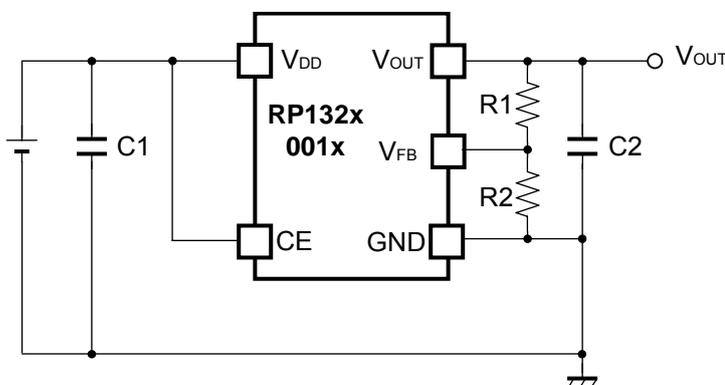 VDD
VOUT
VOUT
RP132x
001x
R1
C1
VFB
C2
R2
CE
GND